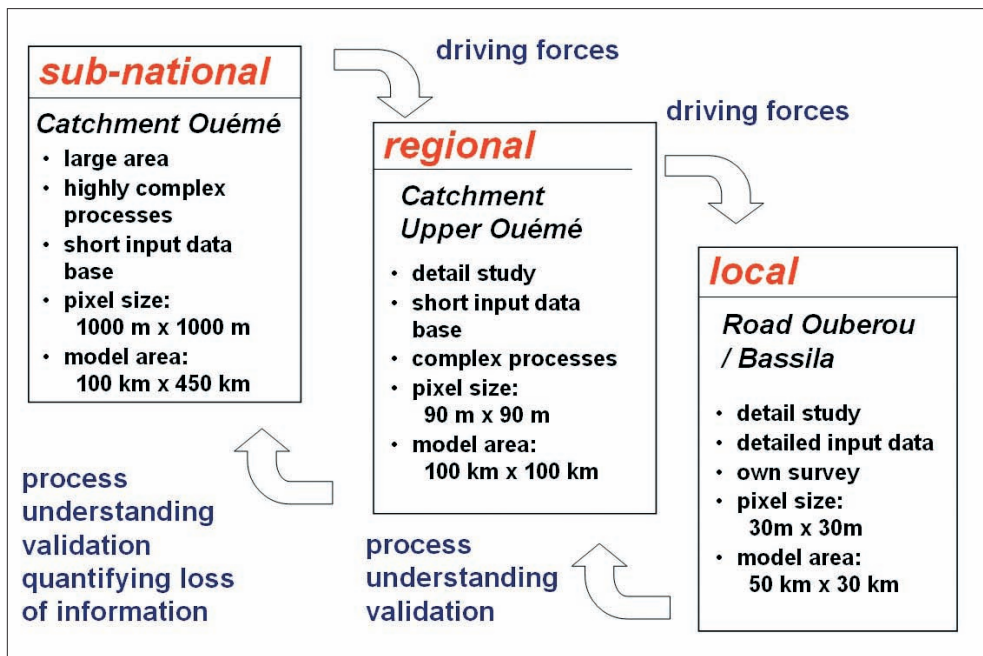 sub-national
Catchment Ouémé
• large area
• highly complex
processes
• short input data
base
• pixel size:
1000 m x 1000 m
• model area:
100 km x 450 km
driving forces
regional
Catchment
Upper Ouémé
• detail study
• short input data
base
• complex processes
• pixel size:
90 m x 90 m
• model area:
100 km x 100 km
driving forces
local
Road Ouberou
/ Bassila
• detail study
• detailed input data
• own survey
• pixel size:
30m x 30m
• model area:
50 km x 30 km
process
understanding
validation
quantifying loss
of information
process
understanding
validation